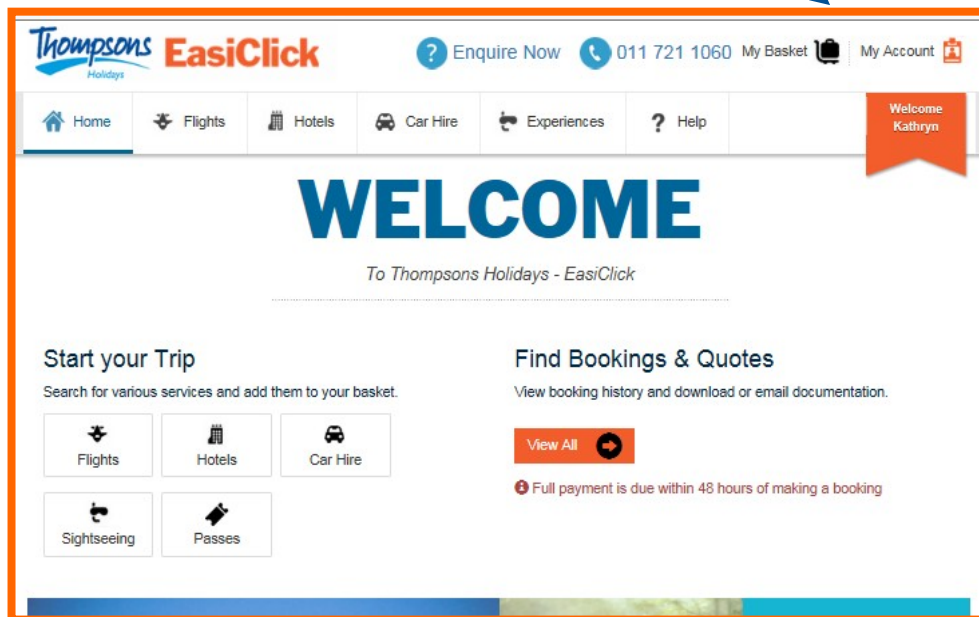 Thompsons
Holidays
EasiClick
? Enquire Now 011 721 1060 My Basket My Account
Home Flights Hotels Car Hire Experiences ? Help
Welcome
Kathryn
WELCOME
To Thompsons Holidays - EasiClick
Start your Trip
Search for various services and add them to your basket.
Flights Hotels Car Hire
Sightseeing Passes
Find Bookings & Quotes
View booking history and download or email documentation.
View All
Full payment is due within 48 hours of making a booking